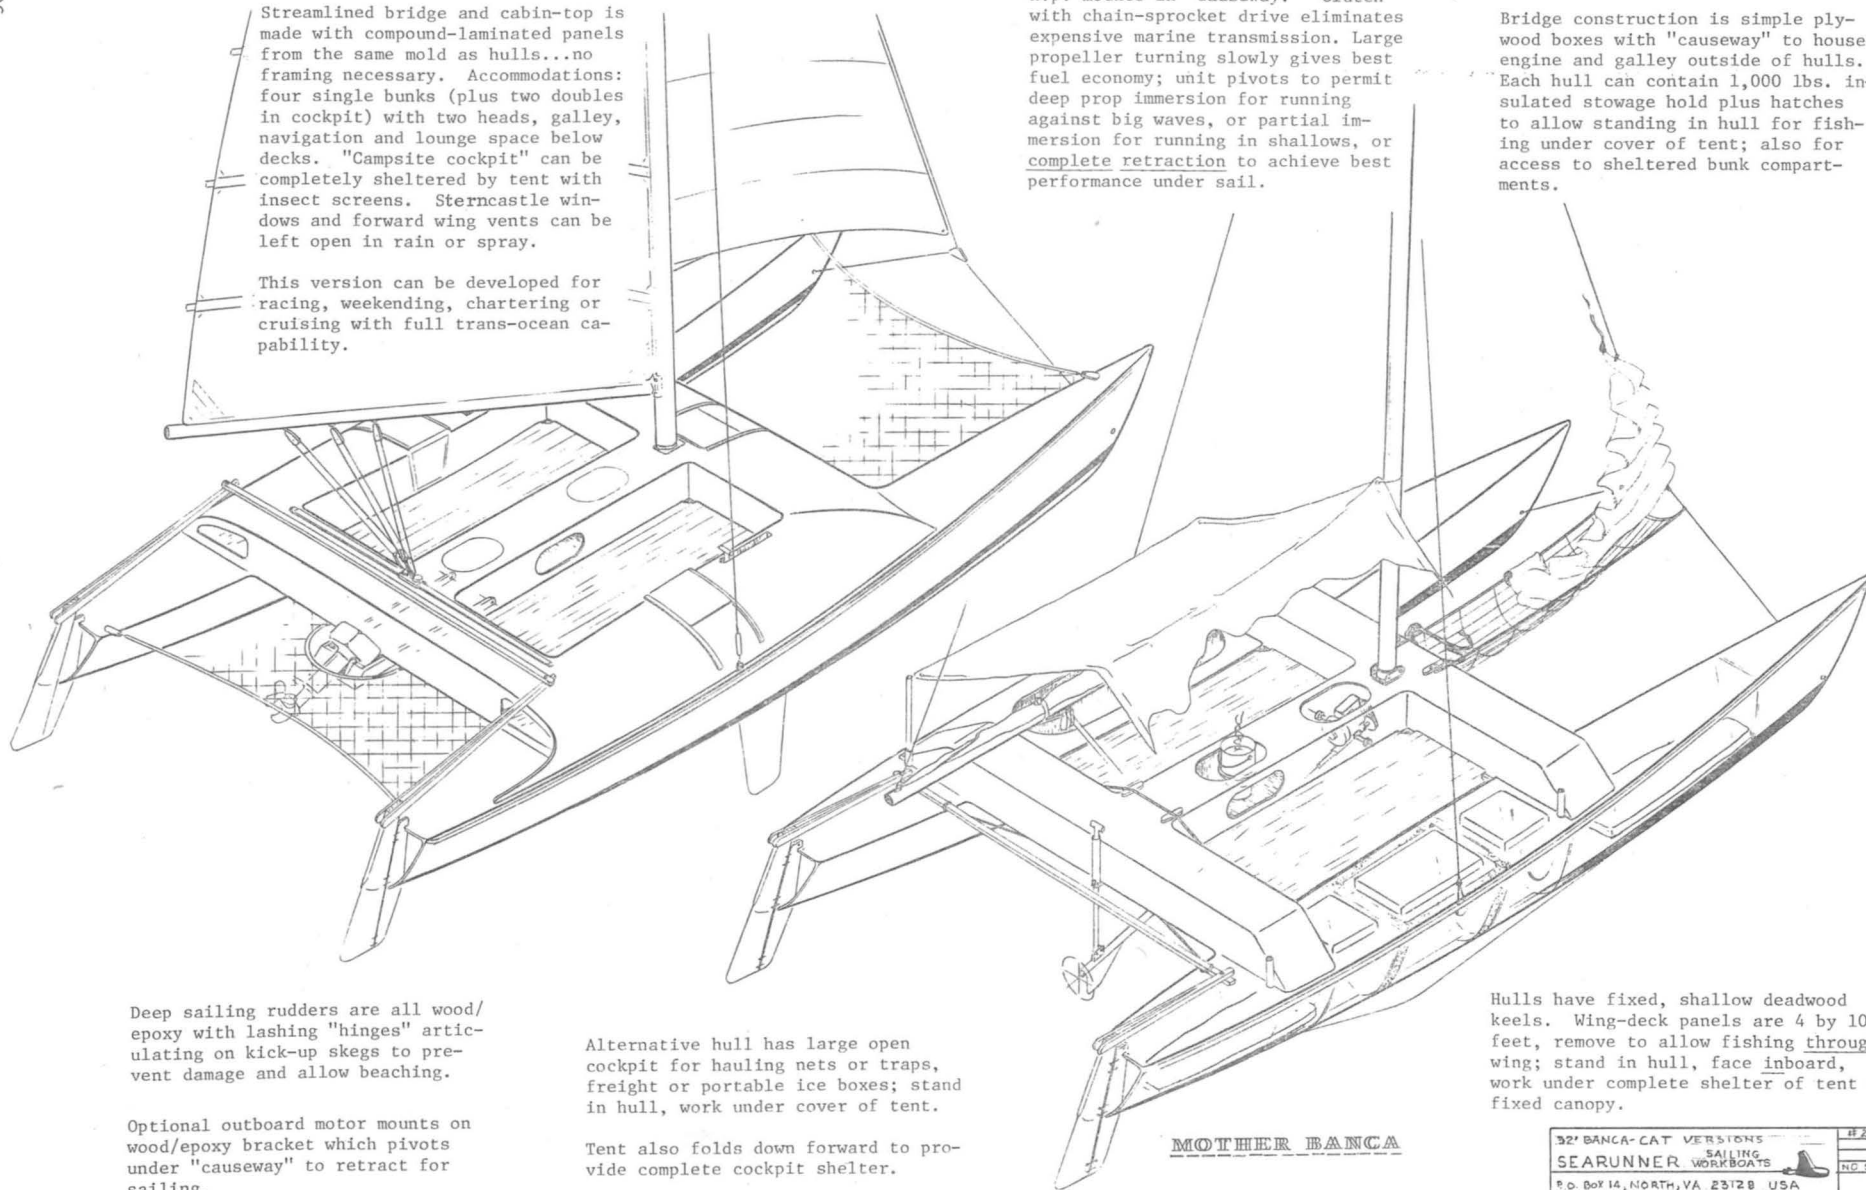 Streamlined bridge and cabin-top is
made with compound-laminated panels
from the same mold as hulls...no
framing necessary. Accommodations:
four single bunks (plus two doubles
in cockpit) with two heads, galley,
navigation and lounge space below
decks. "Campsite cockpit" can be
completely sheltered by tent with
insect screens. Sterncastle win-
dows and forward wing vents can be
left open in rain or spray.
This version can be developed for
racing, weekending, chartering or
cruising with full trans-ocean ca-
pability.
with chain-sprocket drive eliminates
expensive marine transmission. Large
propeller turning slowly gives best
fuel economy; unit pivots to permit
deep prop immersion for running
against big waves, or partial im-
mersion for running in shallows, or
complete retraction to achieve best
performance under sail.
Bridge construction is simple ply-
wood boxes with "causeway" to house
engine and galley outside of hulls.
Each hull can contain 1,000 lbs. in-
sulated stowage hold plus hatches
to allow standing in hull for fish-
ing under cover of tent; also for
access to sheltered bunk compart-
ments.
Deep sailing rudders are all wood/
epoxy with lashing "hinges" artic-
ulating on kick-up skegs to pre-
vent damage and allow beaching.
Optional outboard motor mounts on
wood/epoxy bracket which pivots
under "causeway" to retract for
sailing.
Alternative hull has large open
cockpit for hauling nets or traps,
freight or portable ice boxes; stand
in hull, work under cover of tent.
Tent also folds down forward to pro-
vide complete cockpit shelter.
MOTHER BANCA
Hulls have fixed, shallow deadwood
keels. Wing-deck panels are 4 by 10
feet, remove to allow fishing throug
wing; stand in hull, face inboard,
work under complete shelter of tent
fixed canopy.
32' BANCA-CAT VERSIONS
SEARUNNER SAILING WORKBOATS
P.O. BOX 14, NORTH, VA 23128 USA